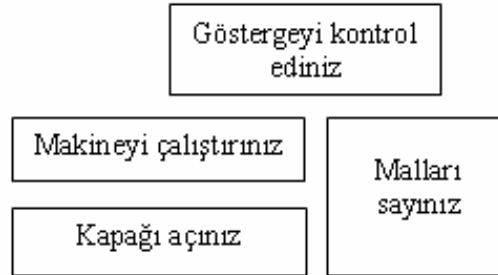 Göstergeyi kontrol
ediniz
Makineyi çalıştırınız
Malları
sayınız
Kapağı açınız